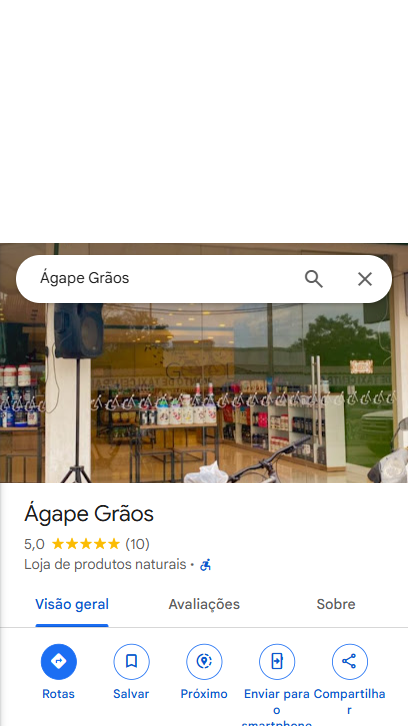 Ágape Grãos
Ágape Grãos
5,0 ★★★★★ (10)
Loja de produtos naturais ·
Visão geral
Avaliações
Sobre
Rotas
Salvar
Próximo
Enviar para o smartphone
Compartilhar